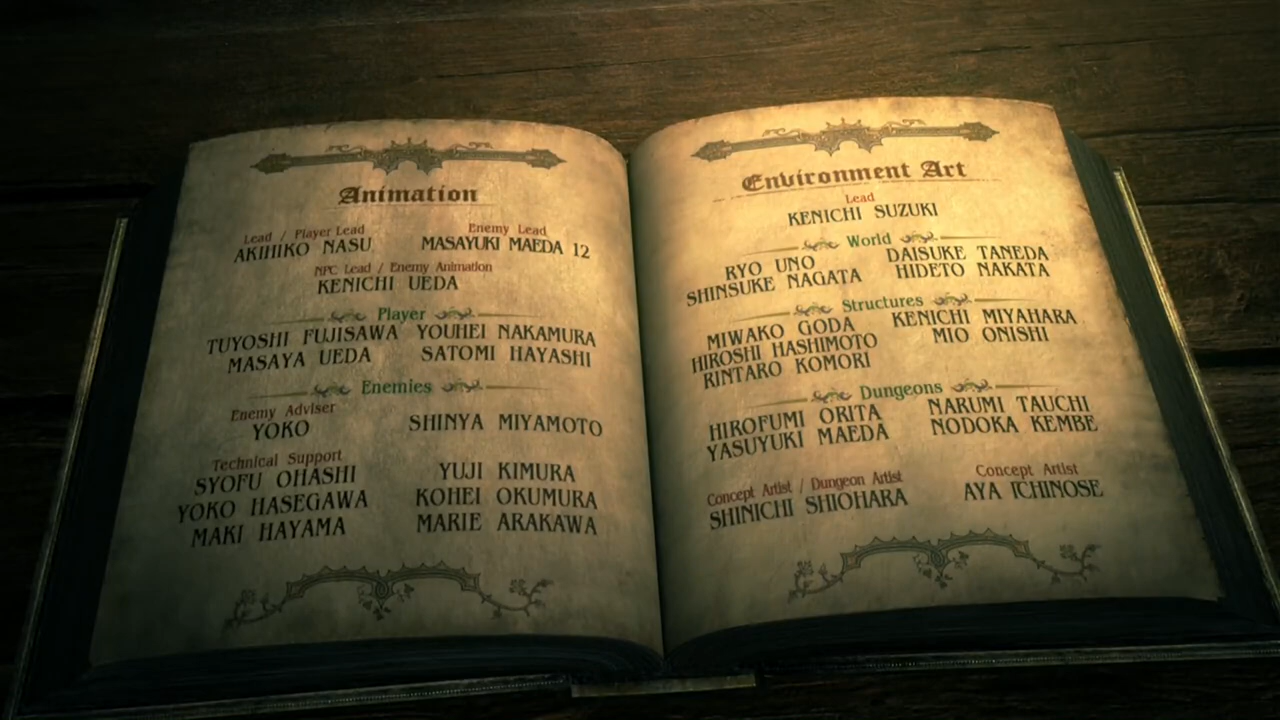 Animation
Lead / Player Lead
AKIHIKO NASU
Enemy Lead
MASAYUKI MAEDA 12
NPC Lead / Enemy Animation
KENICHI UEDA
Player
TUYOSHI FUJISAWA YOUHEI NAKAMURA
MASAYA UEDA SATOMI HAYASHI
Enemies
Enemy Adviser
YOKO
SHINYA MIYAMOTO
Technical Support
SYOFU OHASHI YUJI KIMURA
YOKO HASEGAWA KOHEI OKUMURA
MAKI HAYAMA MARIE ARAKAWA
Environment Art
Lead
KENICHI SUZUKI
World
RYO UNO DAISUKE TANEDA
SHINSUKE NAGATA HIDETO NAKATA
Structures
MIWAKO GODA KENICHI MIYAHARA
HIROSHI HASHIMOTO MIO ONISHI
RINTARO KOMORI
Dungeons
HIROFUMI ORITA NARUMI TAUCHI
YASUYUKI MAEDA NODOKA KEMBE
Concept Artist / Dungeon Artist
SHINICHI SHIOHARA
Concept Artist
AYA ICHINOSE